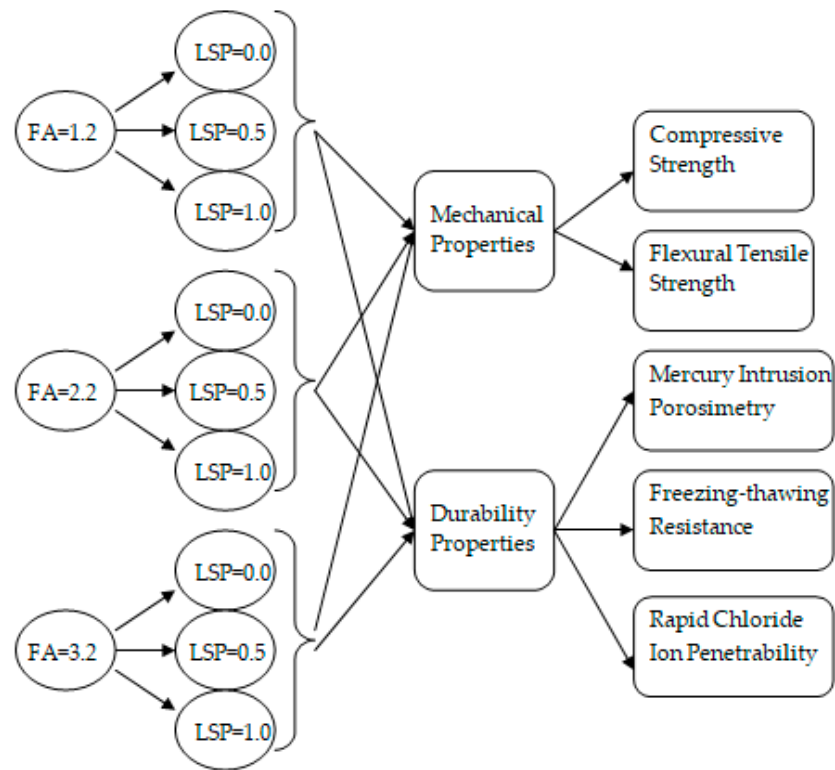 FA=1.2
LSP=0.0
LSP=0.5
LSP=1.0
FA=2.2
LSP=0.0
LSP=0.5
LSP=1.0
FA=3.2
LSP=0.0
LSP=0.5
LSP=1.0
Mechanical
Properties
Durability
Properties
Compressive
Strength
Flexural Tensile
Strength
Mercury Intrusion
Porosimetry
Freezing-thawing
Resistance
Rapid Chloride
Ion Penetrability